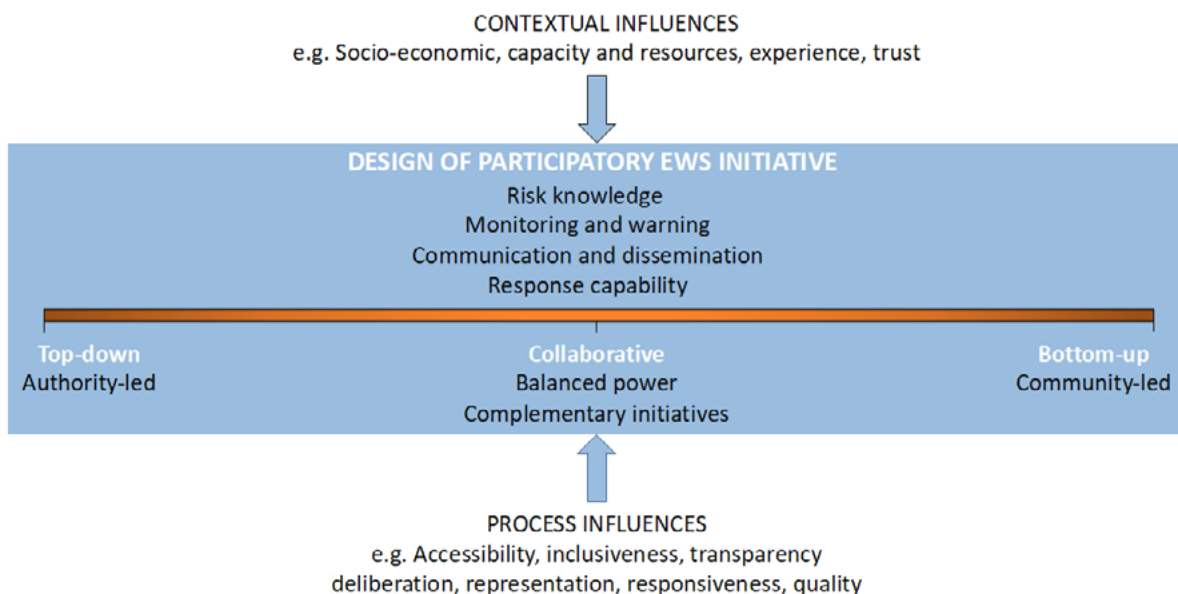 CONTEXTUAL INFLUENCES
e.g. Socio-economic, capacity and resources, experience, trust
DESIGN OF PARTICIPATORY EWS INITIATIVE
Risk knowledge
Monitoring and warning
Communication and dissemination
Response capability
Top-down Collaborative Bottom-up
Authority-led Balanced power Community-led
Complementary initiatives
PROCESS INFLUENCES
e.g. Accessibility, inclusiveness, transparency
deliberation, representation, responsiveness, quality